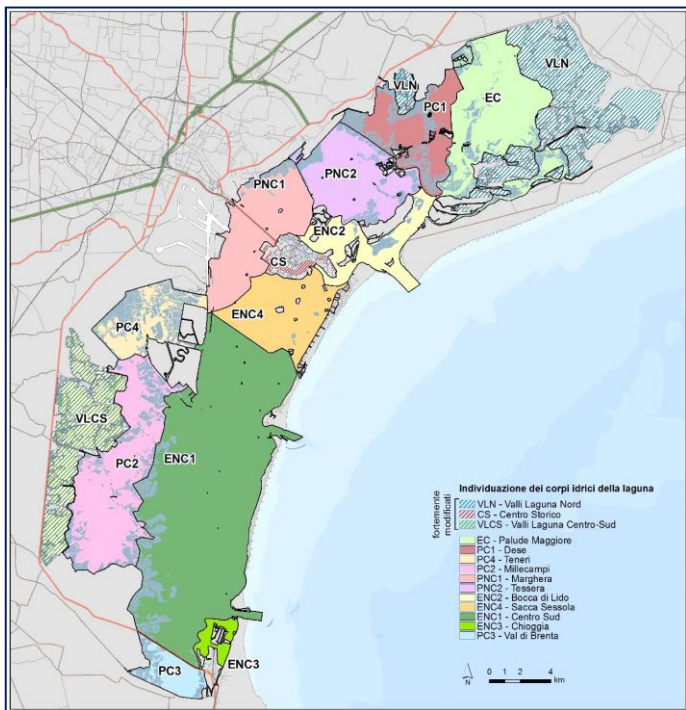 VLN
VLN
EC
PC1
PNC2
PNC1
ENC2
CS
ENC4
PC4
VLCS
PC2
ENC1
ENC3
PC3
Individuazione dei corpi idrici della laguna
fortemente
modificati
VLN - Valli Laguna Nord
CS - Centro Storico
VLCS - Valli Laguna Centro-Sud
EC - Palude Maggiore
PC1 - Dese
PC4 - Teneri
PC2 - Millecampi
PNC1 - Marghera
PNC2 - Tessera
ENC2 - Bocca di Lido
ENC4 - Sacca Sessola
ENC1 - Centro Sud
ENC3 - Chioggia
PC3 - Val di Brenta
N
0 1 2 4
km